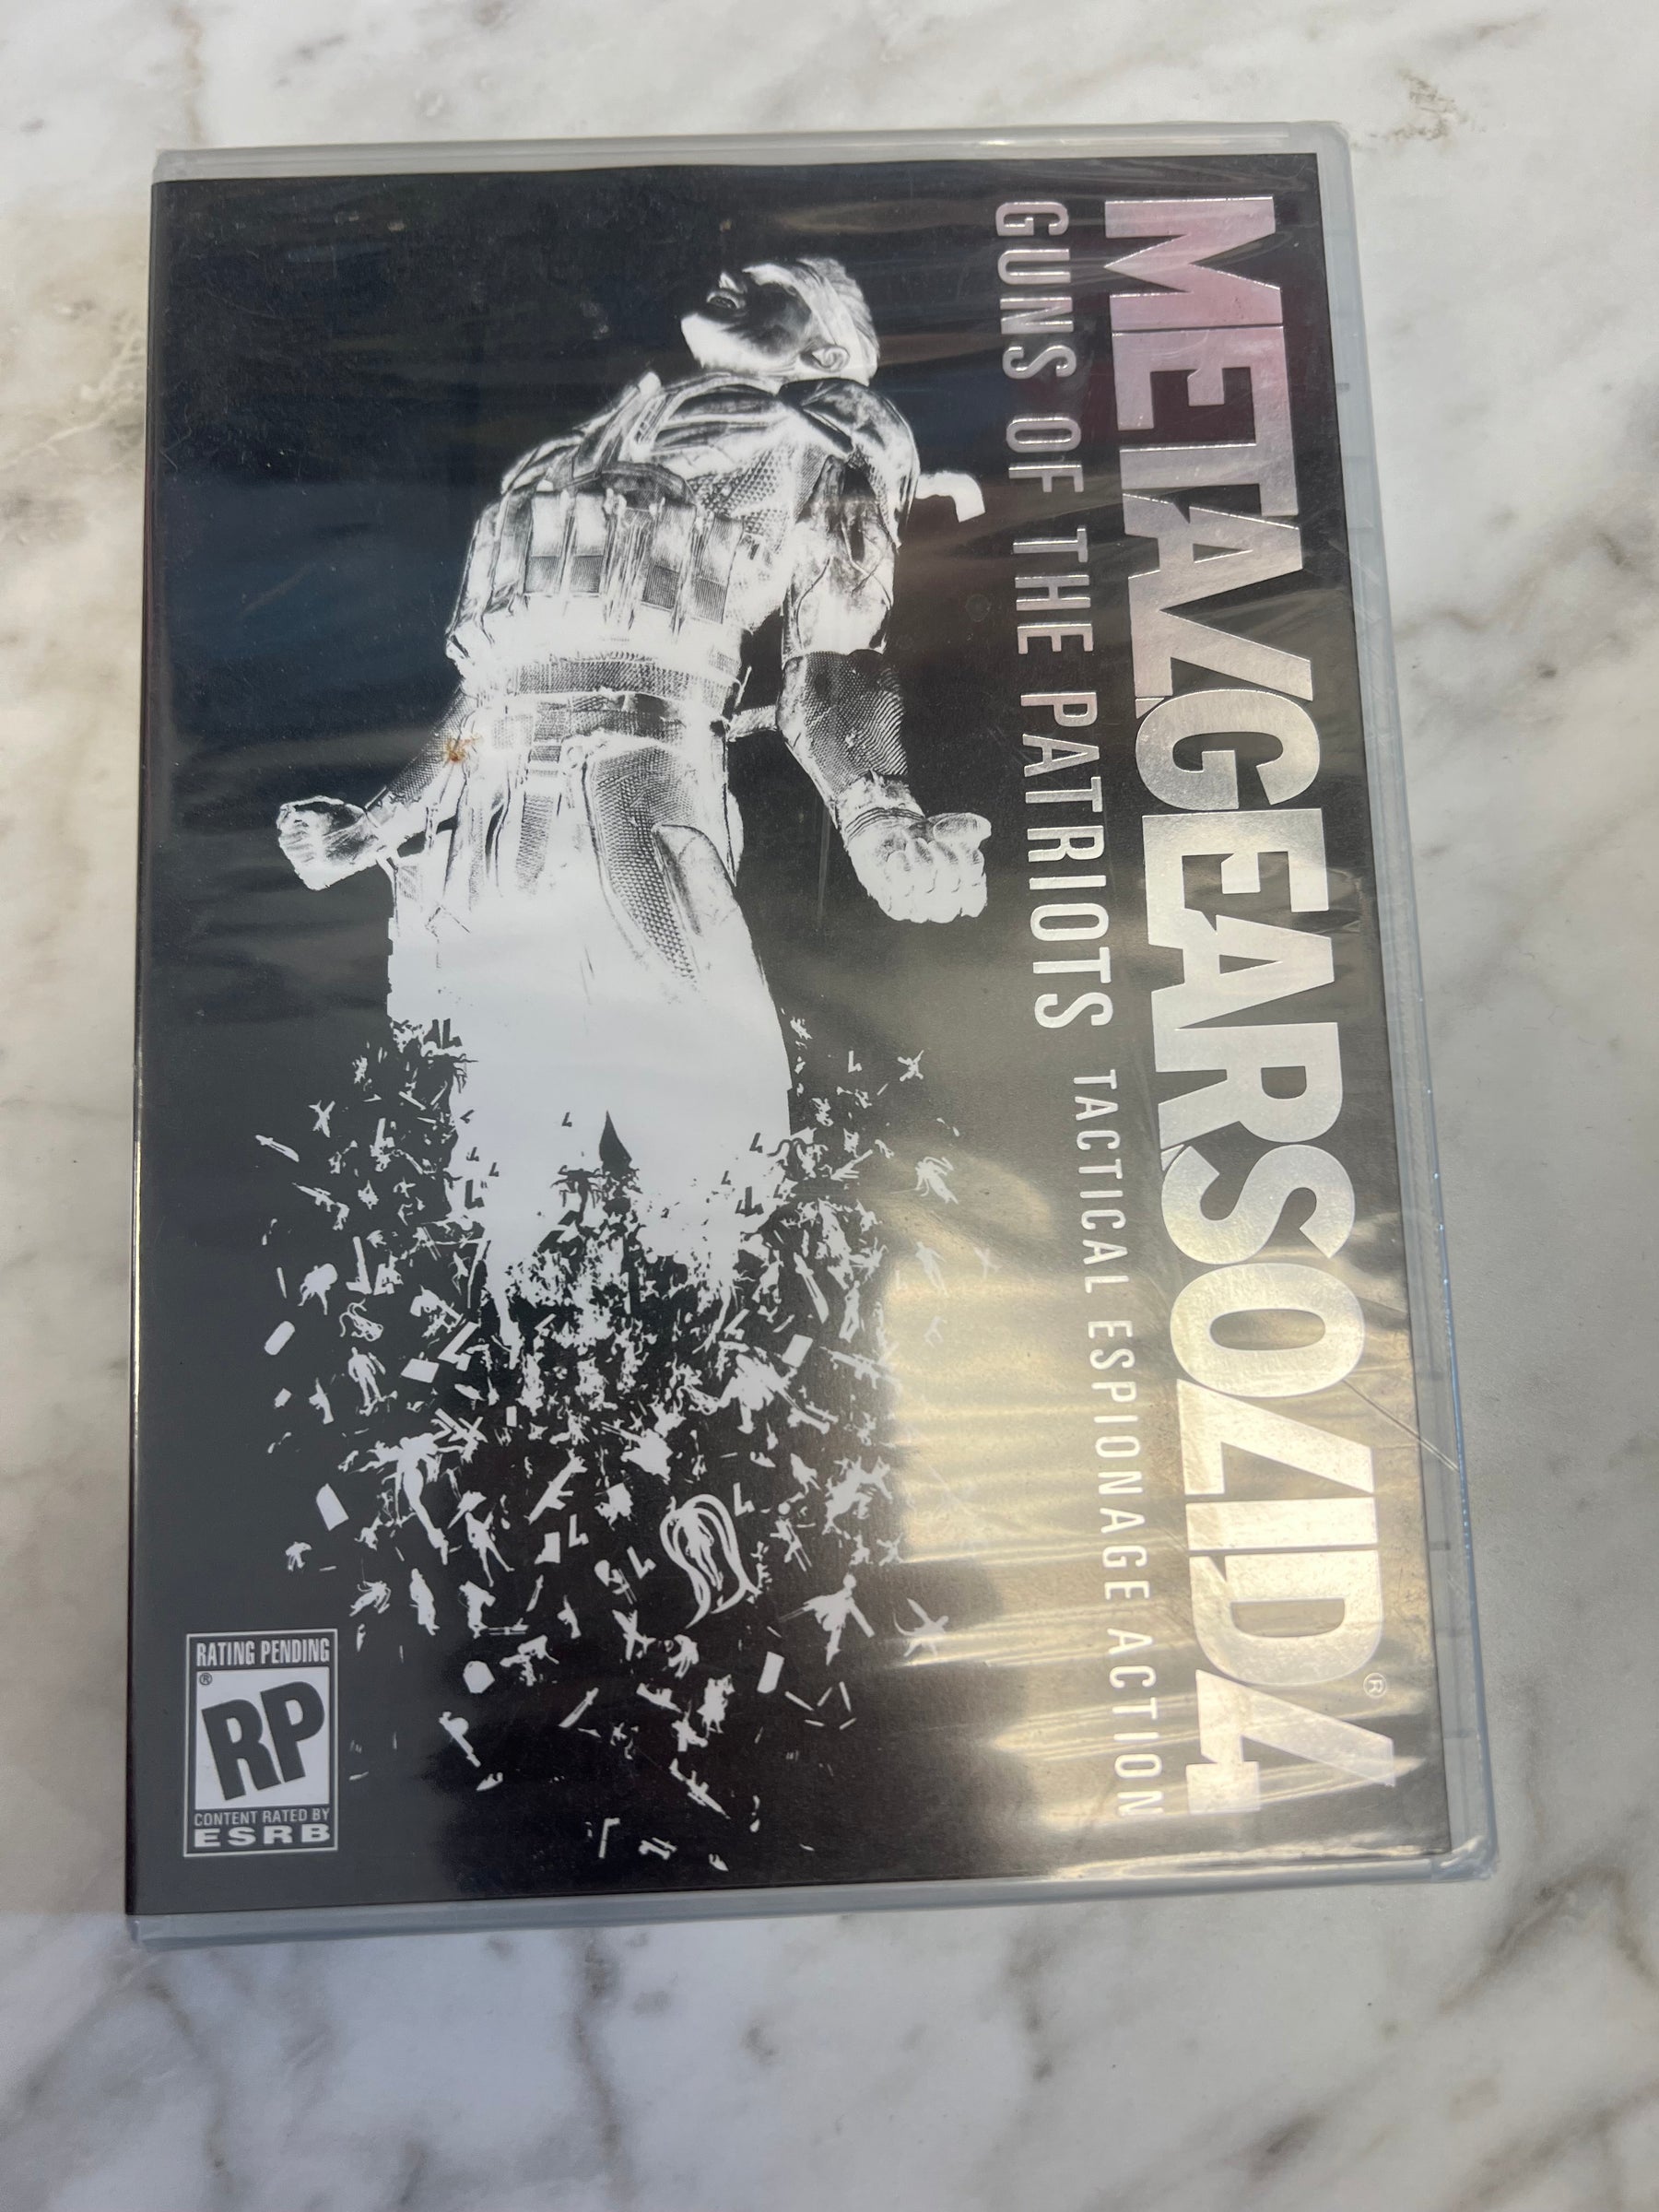 METAL GEAR SOLID 4®
GUNS OF THE PATRIOTS TACTICAL ESPIONAGE ACTION
RATING PENDING
®
RP
CONTENT RATED BY
ESRB